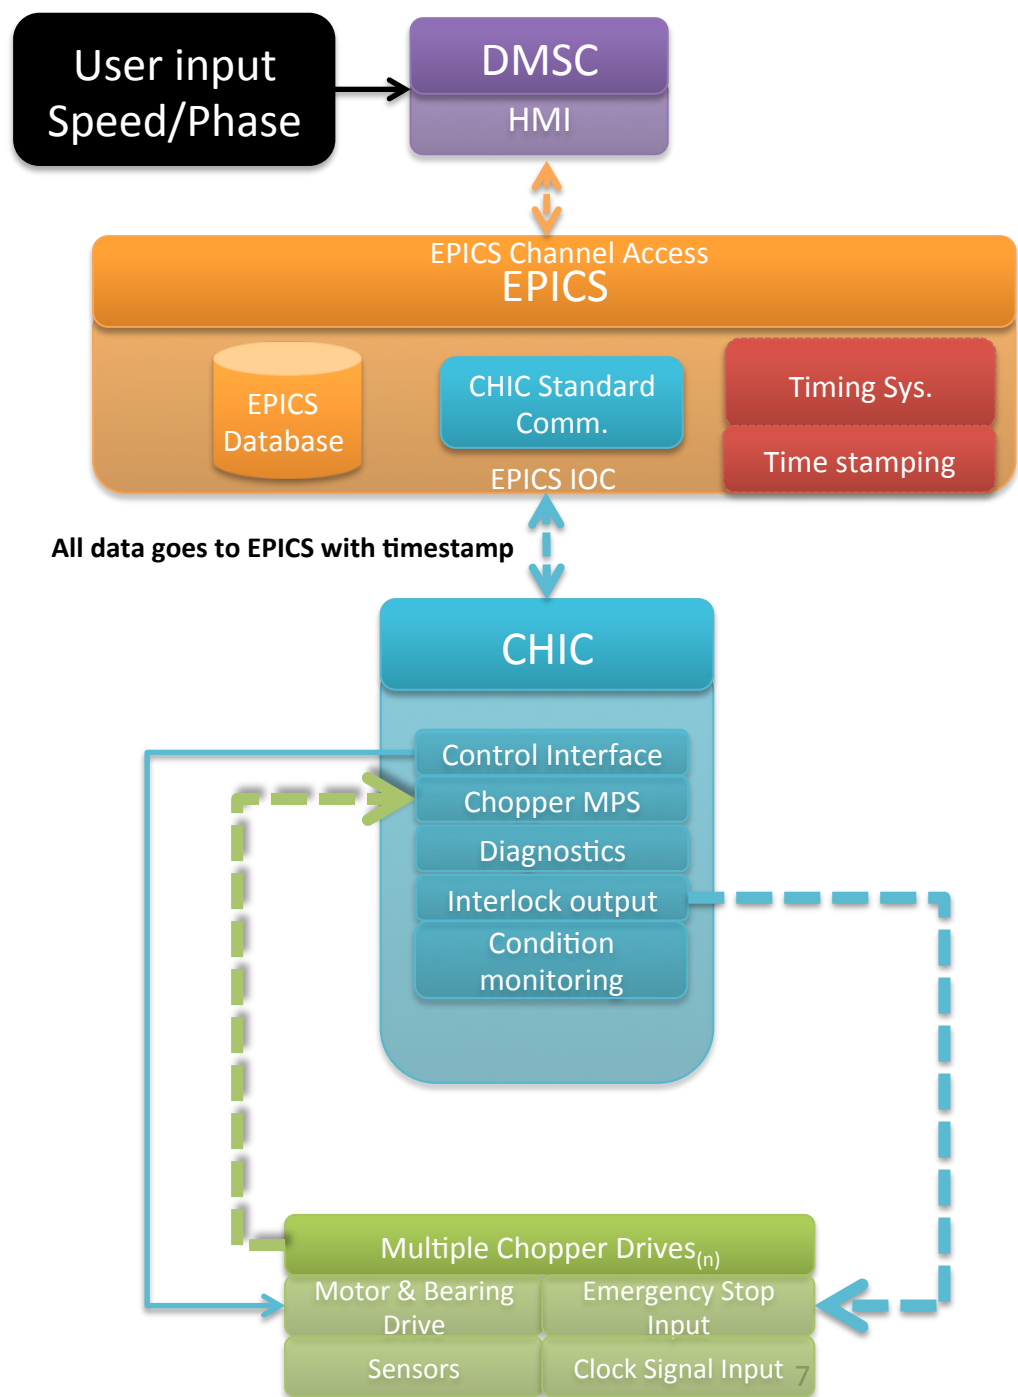 User input
Speed/Phase
DMSC
HMI
EPICS Channel Access
EPICS
EPICS
Database
CHIC Standard
Comm.
Timing Sys.
Time stamping
EPICS IOC
All data goes to EPICS with timestamp
CHIC
Control Interface
Chopper MPS
Diagnostics
Interlock output
Condition
monitoring
Multiple Chopper Drives(n)
Motor & Bearing
Drive
Emergency Stop
Input
Sensors
Clock Signal Input
7